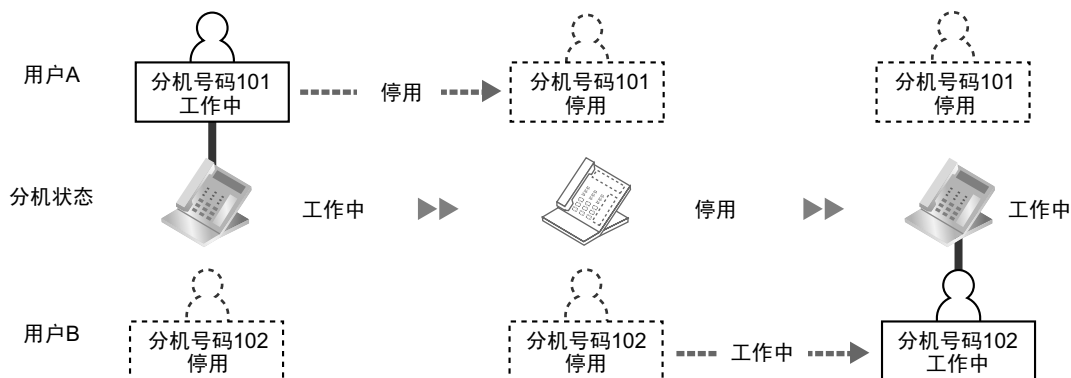 用户A
分机号码101
工作中
停用
分机号码101
停用
分机号码101
停用
分机状态
工作中
停用
工作中
用户B
分机号码102
停用
分机号码102
停用
工作中
分机号码102
工作中